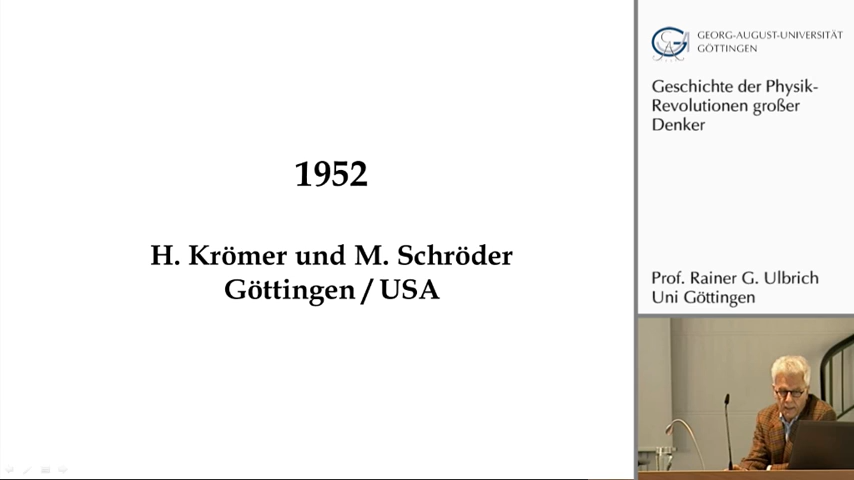 1952
H. Krömer und M. Schröder
Göttingen / USA
GEORG-AUGUST-UNIVERSITÄT
GÖTTINGEN
Geschichte der Physik-
Revolutionen großer
Denker
Prof. Rainer G. Ulbrich
Uni Göttingen